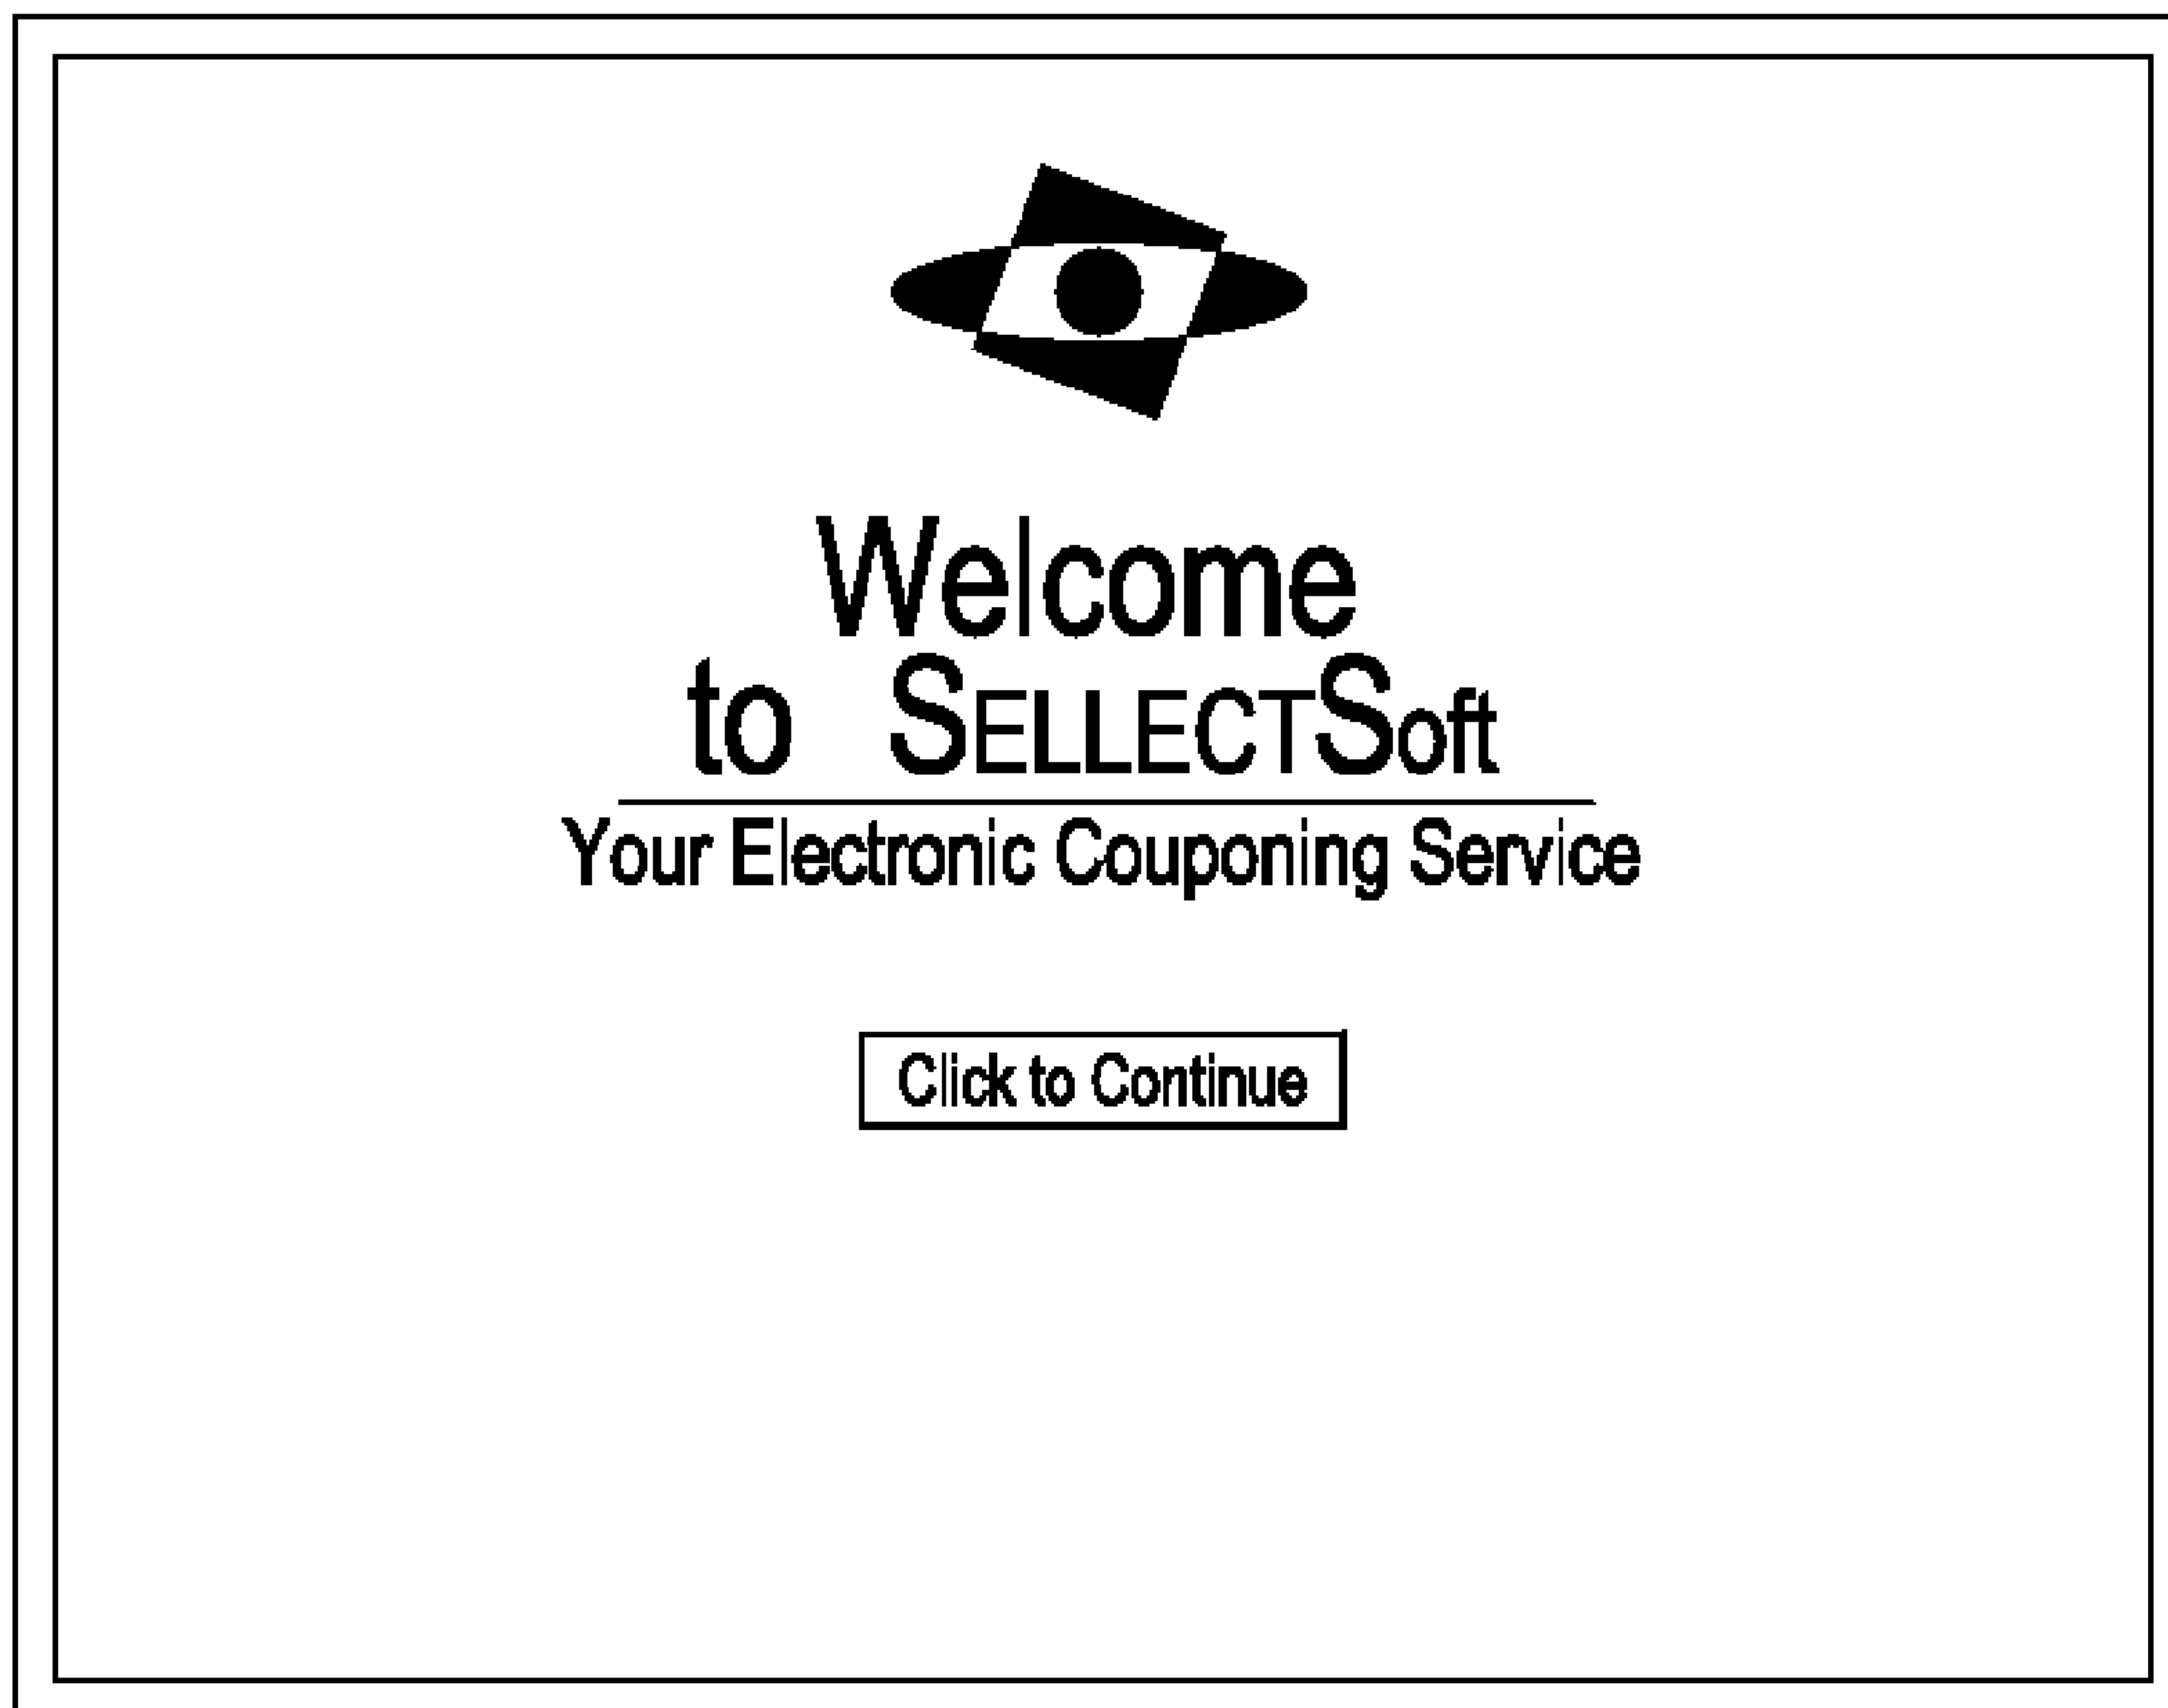 Welcome
to SELLECTSoft
Your Electronic Couponing Service
Click to Continue